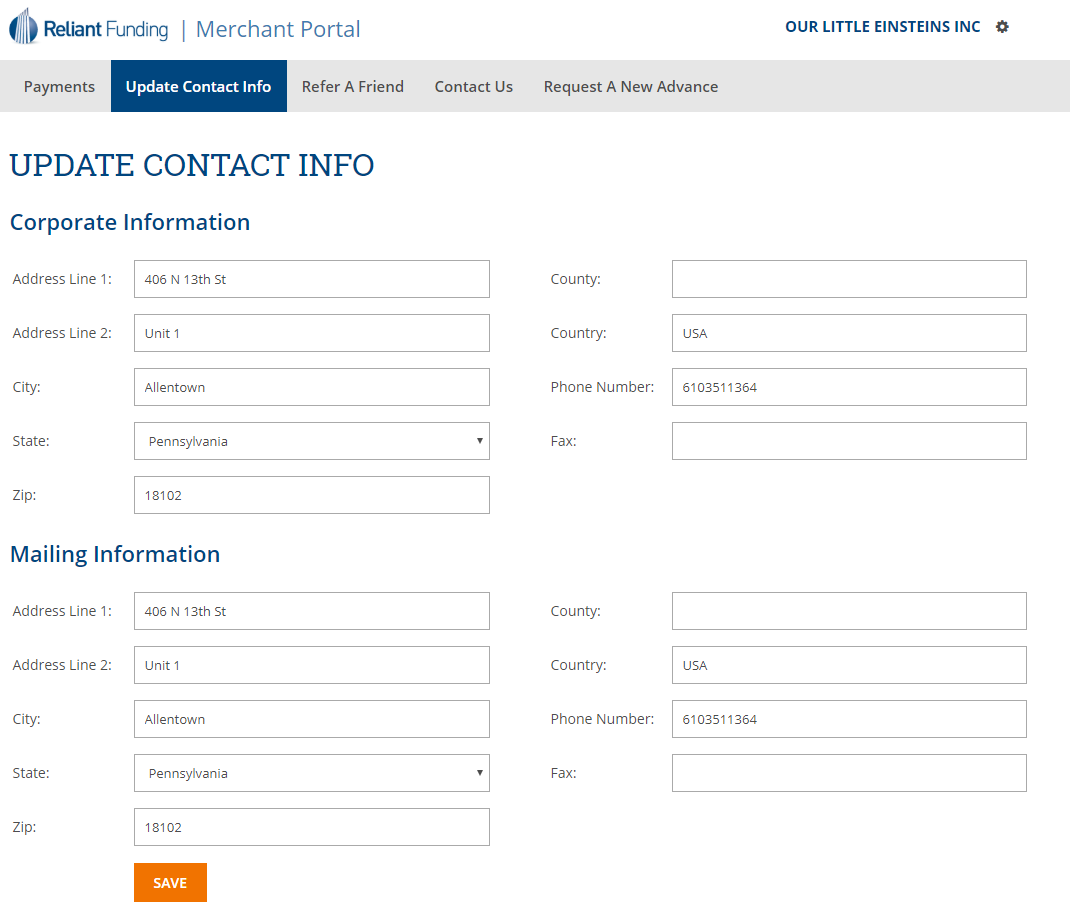 Reliant Funding | Merchant Portal
OUR LITTLE EINSTEINS INC
Payments Update Contact Info Refer A Friend Contact Us Request A New Advance
UPDATE CONTACT INFO
Corporate Information
Address Line 1: 406 N 13th St County:
Address Line 2: Unit 1 Country: USA
City: Allentown Phone Number: 6103511364
State: Pennsylvania Fax:
Zip: 18102
Mailing Information
Address Line 1: 406 N 13th St County:
Address Line 2: Unit 1 Country: USA
City: Allentown Phone Number: 6103511364
State: Pennsylvania Fax:
Zip: 18102
SAVE